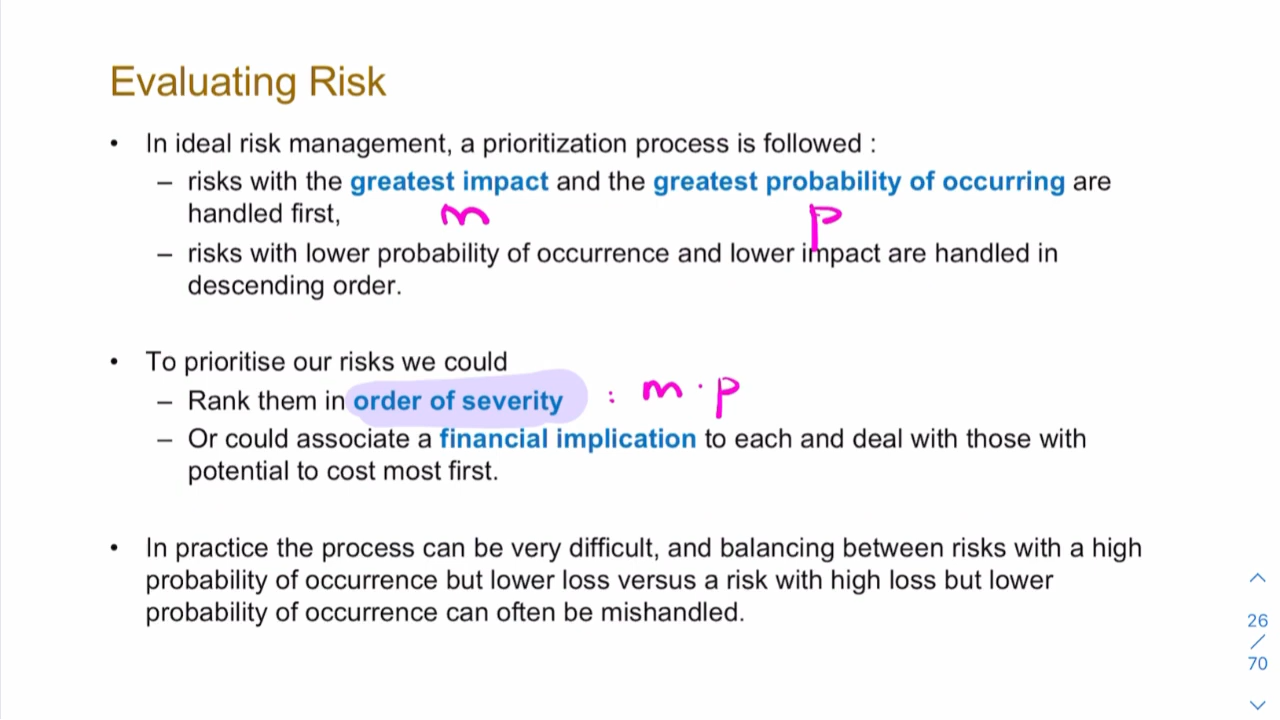 Evaluating Risk
• In ideal risk management, a prioritization process is followed :
– risks with the greatest impact and the greatest probability of occurring are
handled first,
m p
– risks with lower probability of occurrence and lower impact are handled in
descending order.
• To prioritise our risks we could
– Rank them in order of severity : m · p
– Or could associate a financial implication to each and deal with those with
potential to cost most first.
• In practice the process can be very difficult, and balancing between risks with a high
probability of occurrence but lower loss versus a risk with high loss but lower
probability of occurrence can often be mishandled.
26
/
70